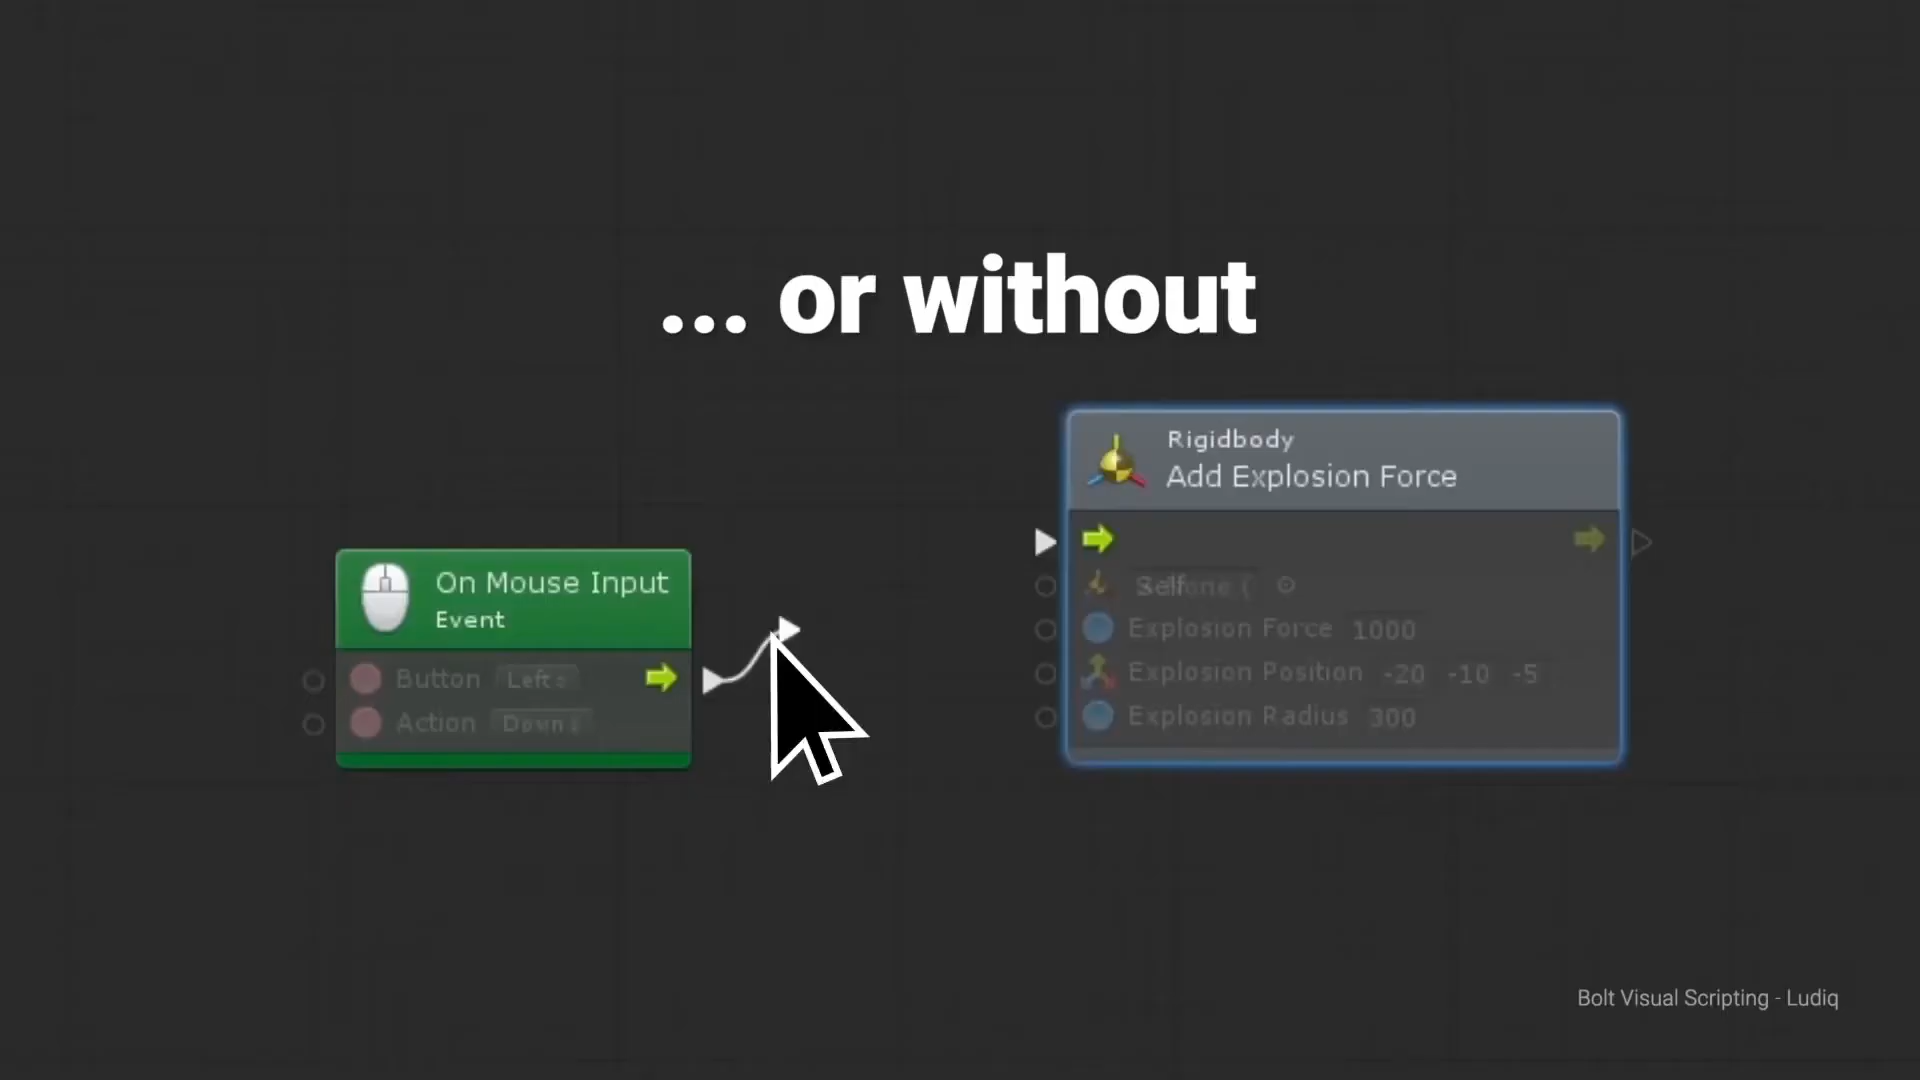 ... or without
Rigidbody
Add Explosion Force
On Mouse Input
Event
Self
Explosion Force 1000
Button Left
Explosion Position -20 -10 -5
Action Down
Explosion Radius 300
Bolt Visual Scripting - Ludiq